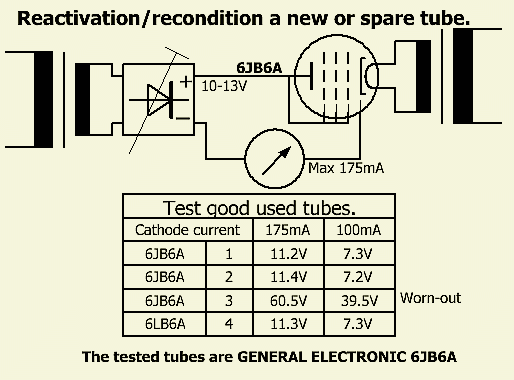 Reactivation/recondition a new or spare tube.
6JB6A
10-13V
+
−
Max 175mA
Test good used tubes.
Cathode current 175mA 100mA
6JB6A 1 11.2V 7.3V
6JB6A 2 11.4V 7.2V
6JB6A 3 60.5V 39.5V Worn-out
6LB6A 4 11.3V 7.3V
The tested tubes are GENERAL ELECTRONIC 6JB6A